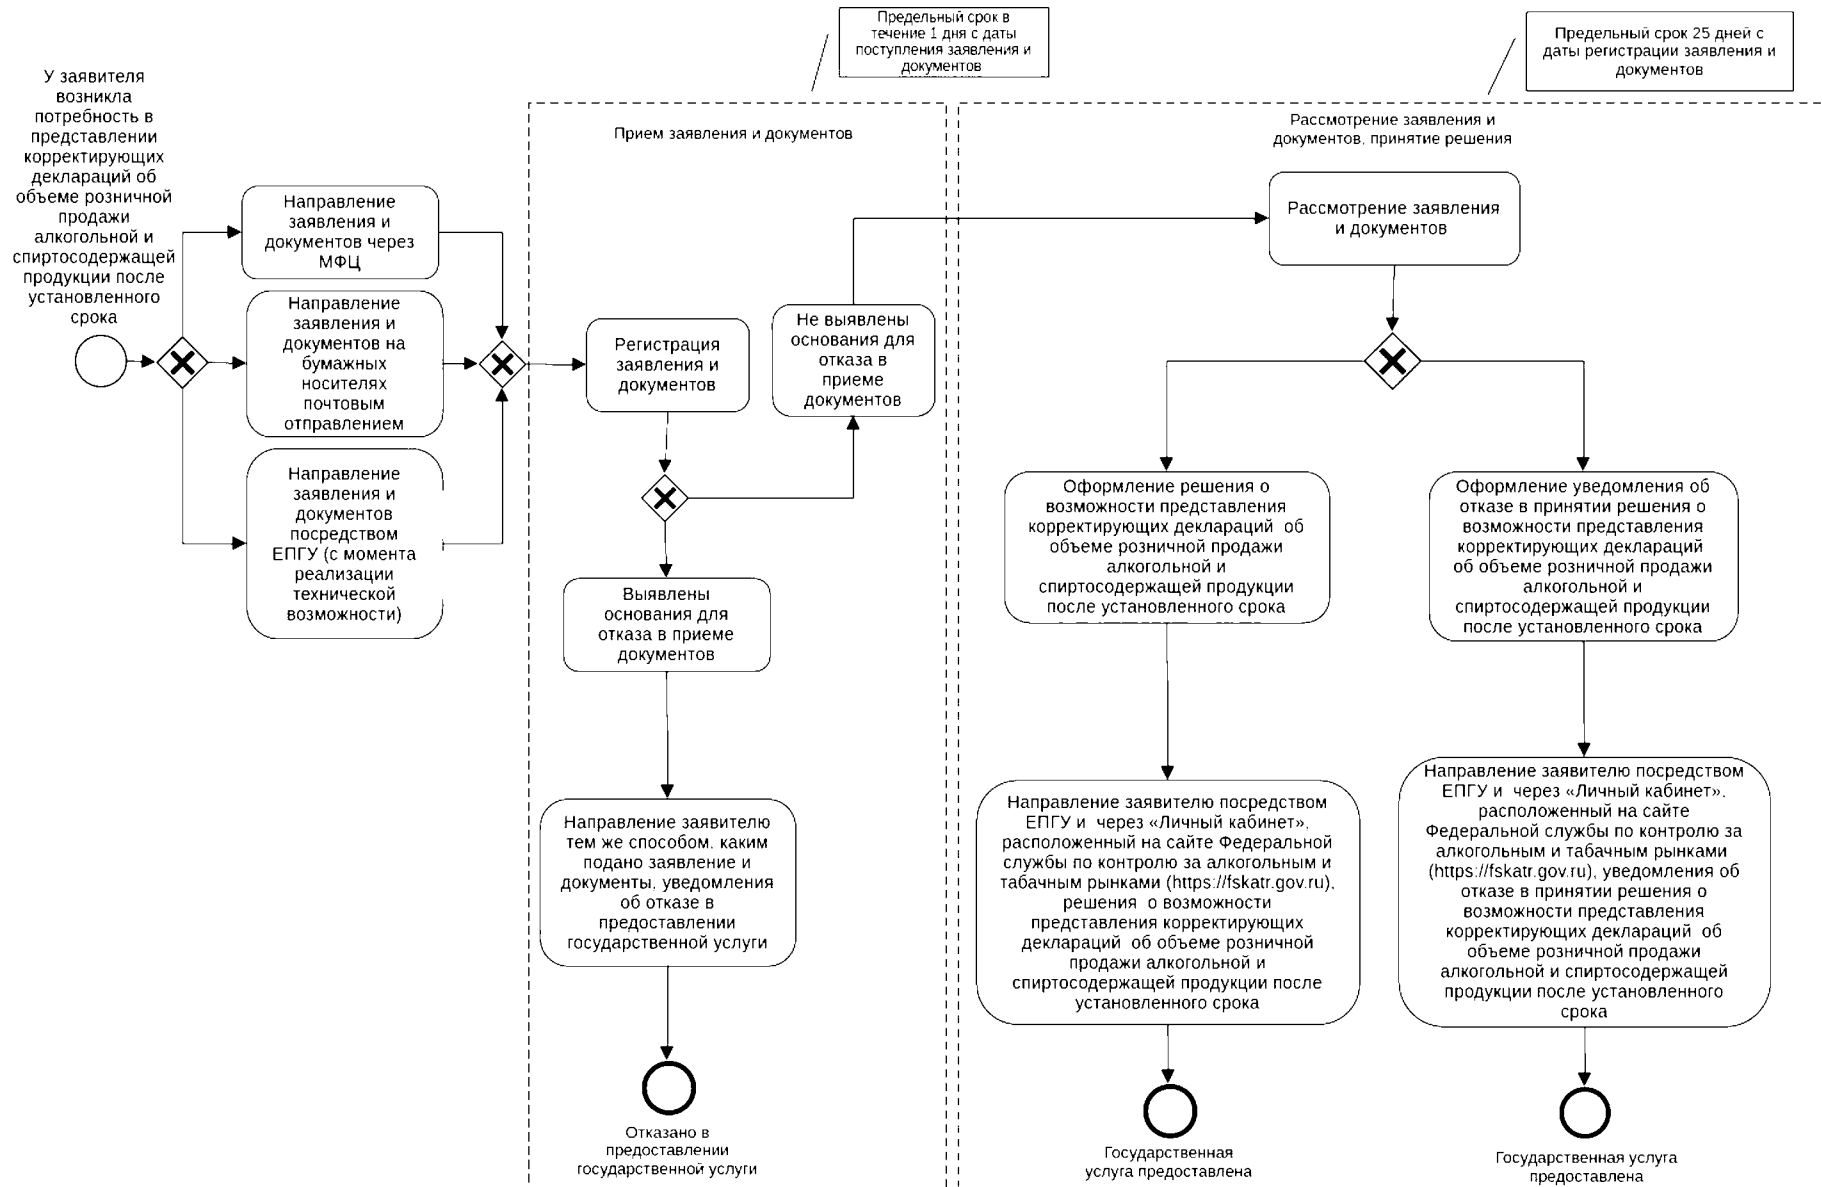 Предельный срок в
течение 1 дня с даты
поступления заявления и
документов
Предельный срок 25 дней с
даты регистрации заявления и
документов
У заявителя
возникла
потребность в
представлении
корректирующих
деклараций об
объеме розничной
продажи
алкогольной и
спиртосодержащей
продукции после
установленного
срока
Прием заявления и документов
Рассмотрение заявления и
документов, принятие решения
Направление
заявления и
документов через
МФЦ
Направление
заявления и
документов на
бумажных
носителях
почтовым
отправлением
Направление
заявления и
документов
посредством
ЕПГУ (с момента
реализации
технической
возможности)
Регистрация
заявления и
документов
Не выявлены
основания для
отказа в
приеме
документов
Рассмотрение заявления
и документов
Выявлены
основания для
отказа в приеме
документов
Оформление решения о
возможности представления
корректирующих деклараций об
объеме розничной продажи
алкогольной и
спиртосодержащей продукции
после установленного срока
Оформление уведомления об
отказе в принятии решения о
возможности представления
корректирующих деклараций
об объеме розничной продажи
алкогольной и
спиртосодержащей продукции
после установленного срока
Направление заявителю
тем же способом, каким
подано заявление и
документы, уведомления
об отказе в
предоставлении
государственной услуги
Направление заявителю посредством
ЕПГУ и через «Личный кабинет»,
расположенный на сайте Федеральной
службы по контролю за алкогольным и
табачным рынками (https://fskatr.gov.ru),
решения о возможности
представления корректирующих
деклараций об объеме розничной
продажи алкогольной и
спиртосодержащей продукции после
установленного срока
Направление заявителю посредством
ЕПГУ и через «Личный кабинет»,
расположенный на сайте
Федеральной службы по контролю за
алкогольным и табачным рынками
(https://fskatr.gov.ru), уведомления об
отказе в принятии решения о
возможности представления
корректирующих деклараций об
объеме розничной продажи
алкогольной и спиртосодержащей
продукции после установленного
срока
Отказано в
предоставлении
государственной услуги
Государственная
услуга предоставлена
Государственная услуга
предоставлена